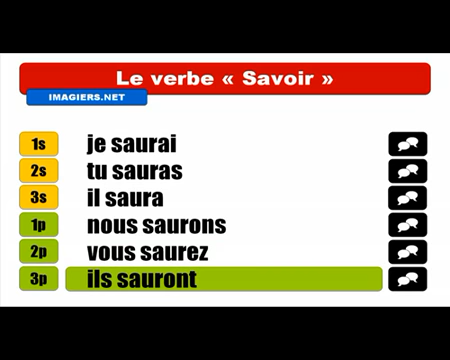 Le verbe « Savoir »
IMAGIERS.NET
1s je saurai
2s tu sauras
3s il saura
1p nous saurons
2p vous saurez
3p ils sauront